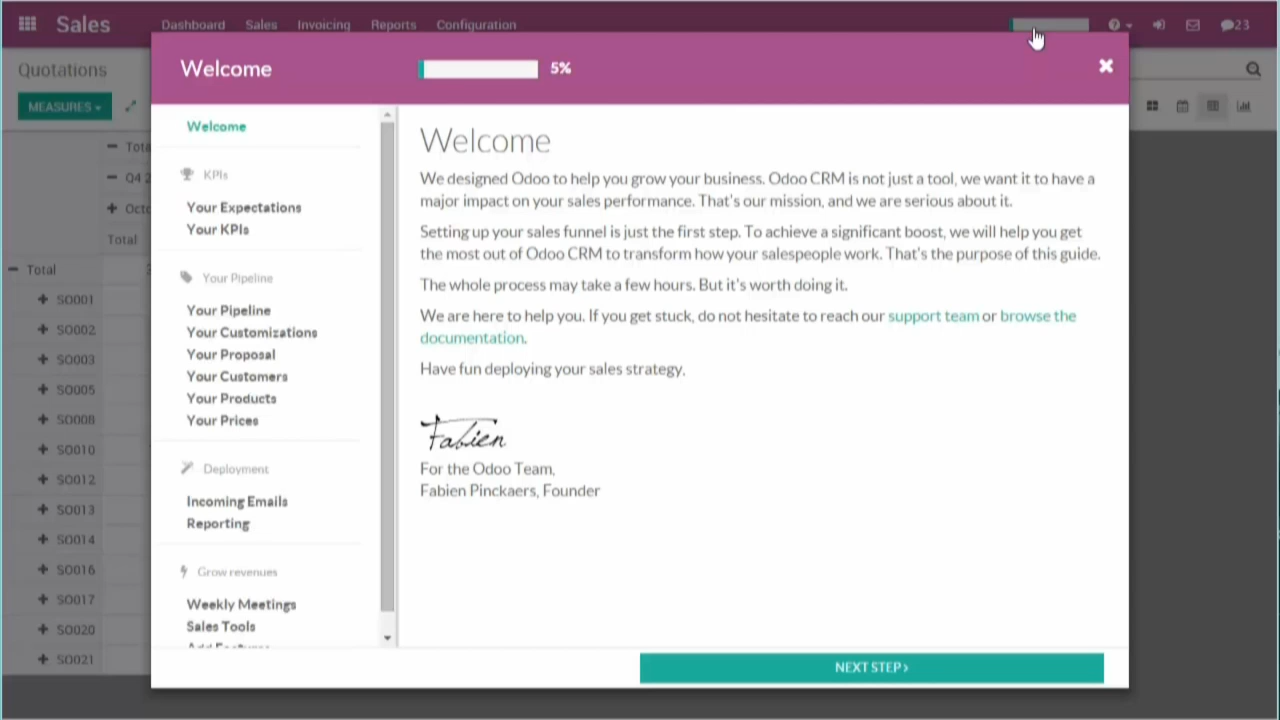 Sales
Dashboard
Sales
Invoicing
Reports
Configuration
23
Quotations
MEASURES
Total
Total
SO001
SO002
SO003
SO005
SO008
SO010
SO012
SO013
SO014
SO016
SO017
SO020
SO021
Welcome
5%
Welcome
KPIs
Your Expectations
Your KPIs
Your Pipeline
Your Pipeline
Your Customizations
Your Proposal
Your Customers
Your Products
Your Prices
Deployment
Incoming Emails
Reporting
Grow revenues
Weekly Meetings
Sales Tools
Welcome
We designed Odoo to help you grow your business. Odoo CRM is not just a tool, we want it to have a
major impact on your sales performance. That's our mission, and we are serious about it.
Setting up your sales funnel is just the first step. To achieve a significant boost, we will help you get
the most out of Odoo CRM to transform how your salespeople work. That's the purpose of this guide.
The whole process may take a few hours. But it's worth doing it.
We are here to help you. If you get stuck, do not hesitate to reach our support team or browse the
documentation.
Have fun deploying your sales strategy.
Fabien
For the Odoo Team,
Fabien Pinckaers, Founder
NEXT STEP